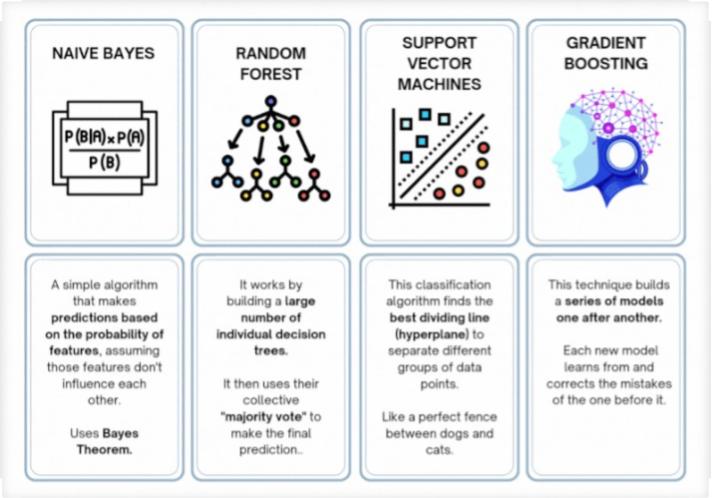 NAIVE BAYES
P(B|A)xP(A)
P(B)
RANDOM
FOREST
SUPPORT
VECTOR
MACHINES
GRADIENT
BOOSTING
A simple algorithm
that makes
predictions based
on the probability of
features, assuming
those features don't
influence each
other.
Uses Bayes
Theorem.
It works by
building a large
number of
individual decision
trees.
It then uses their
collective
"majority vote" to
make the final
prediction..
This classification
algorithm finds the
best dividing line
(hyperplane) to
separate different
groups of data
points.
Like a perfect fence
between dogs and
cats.
This technique builds
a series of models
one after another.
Each new model
learns from and
corrects the mistakes
of the one before it.